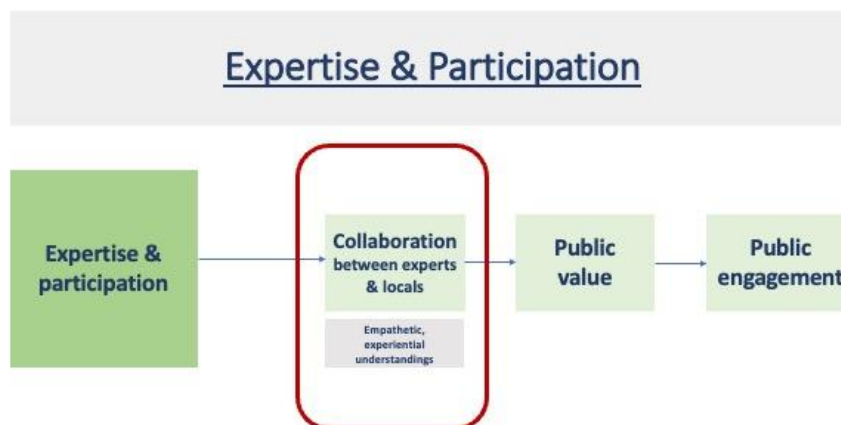 Expertise & Participation
Expertise &
participation
Collaboration
between experts
& locals
Empathetic,
experiential
understandings
Public
value
Public
engagement